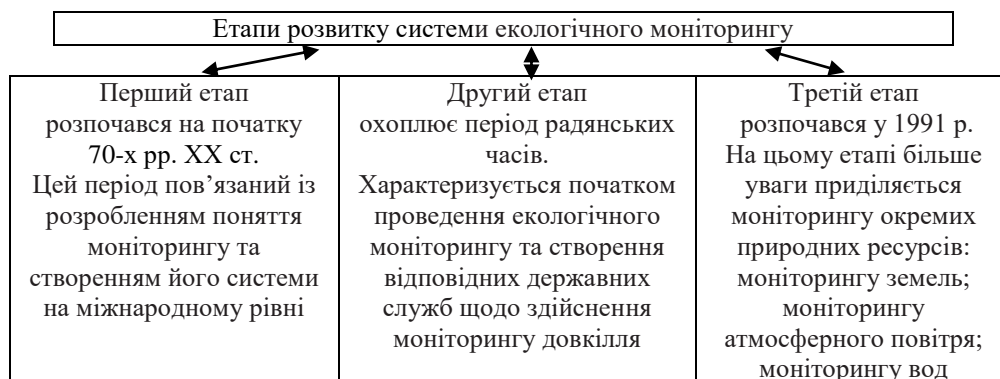 Етапи розвитку системи екологічного моніторингу
Перший етап
розпочався на початку
70-х рр. ХХ ст.
Цей період пов’язаний із
розробленням поняття
моніторингу та
створенням його системи
на міжнародному рівні
Другий етап
охоплює період радянських
часів.
Характеризується початком
проведення екологічного
моніторингу та створення
відповідних державних
служб щодо здійснення
моніторингу довкілля
Третій етап
розпочався у 1991 р.
На цьому етапі більше
уваги приділяється
моніторингу окремих
природних ресурсів:
моніторингу земель;
моніторингу
атмосферного повітря;
моніторингу вод